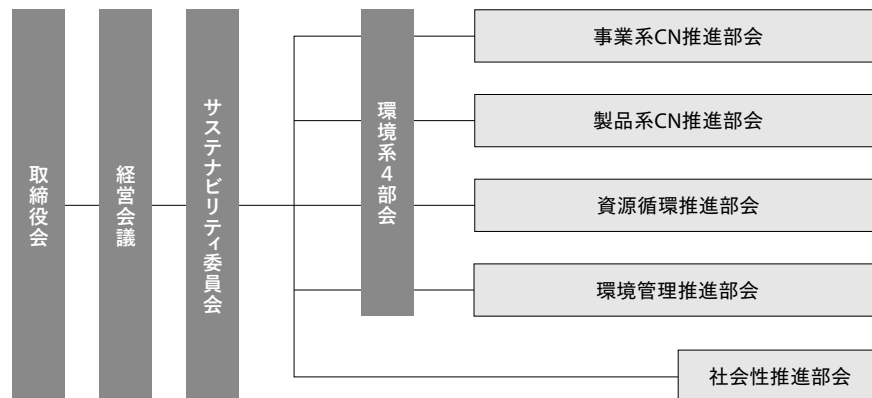 取締役会
経営会議
サステナビリティ委員会
環境系4部会
事業系CN推進部会
製品系CN推進部会
資源循環推進部会
環境管理推進部会
社会性推進部会